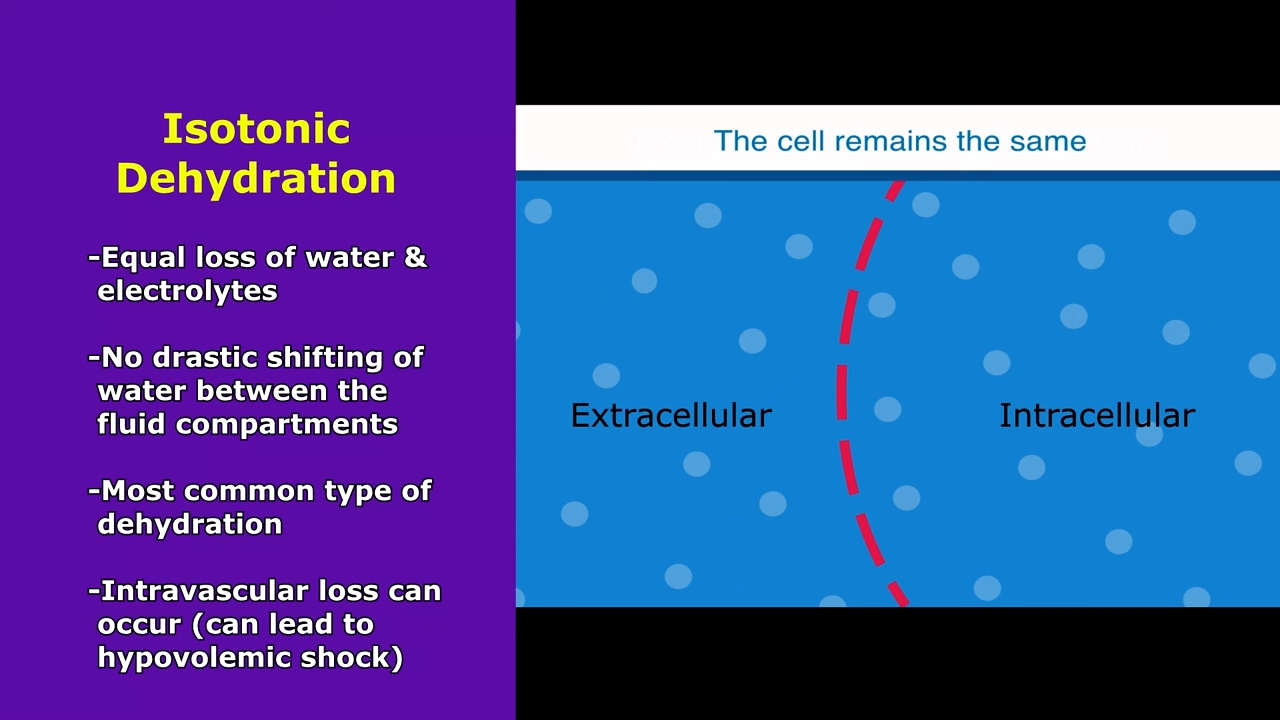 Isotonic
Dehydration
-Equal loss of water &
electrolytes
-No drastic shifting of
water between the
fluid compartments
-Most common type of
dehydration
-Intravascular loss can
occur (can lead to
hypovolemic shock)
The cell remains the same
Extracellular
Intracellular